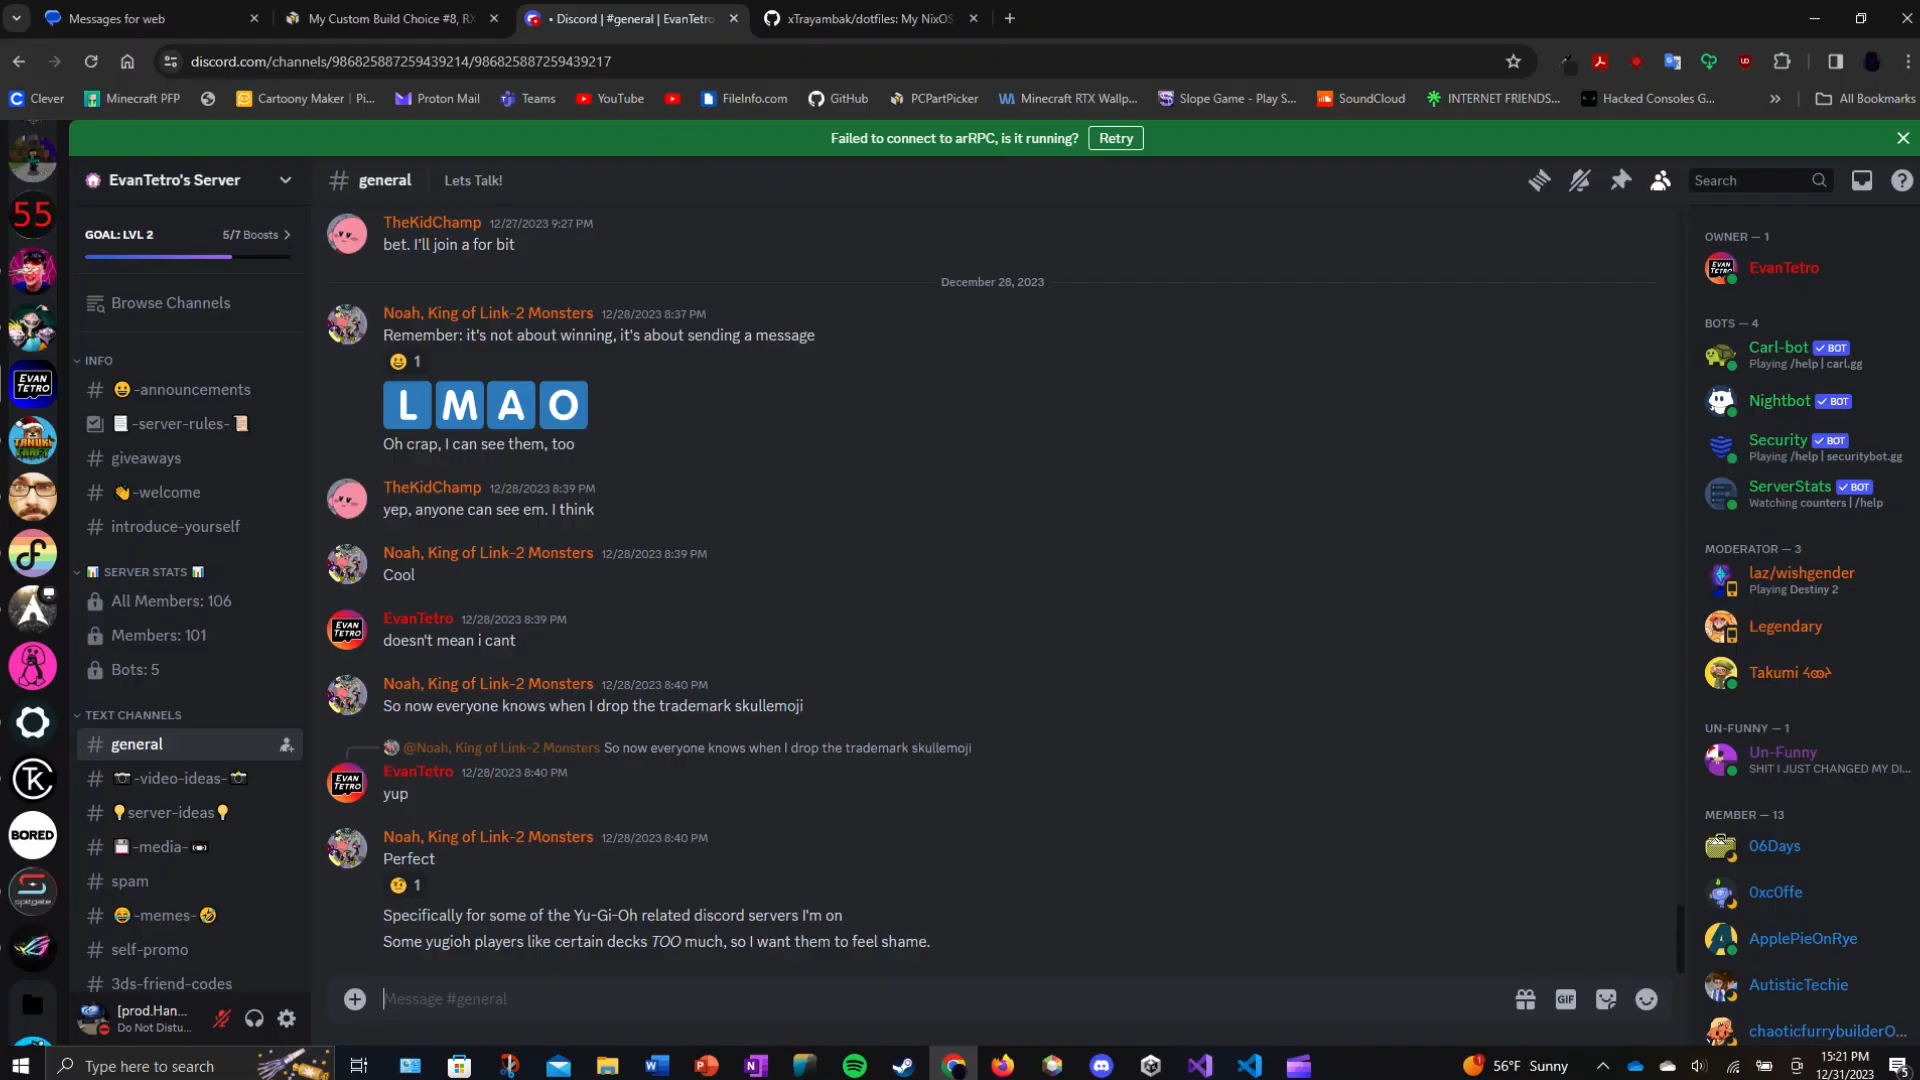 Messages for web
My Custom Build Choice #8, RX
• Discord | #general | EvanTetro
xTrayambak/dotfiles: My NixOS
discord.com/channels/986825887259439214/986825887259439217
Clever
Minecraft PFP
Cartoony Maker | Pi...
Proton Mail
Teams
YouTube
FileInfo.com
GitHub
PCPartPicker
Minecraft RTX Wallp...
Slope Game - Play S...
SoundCloud
INTERNET FRIENDS...
Hacked Consoles G...
All Bookmarks
Failed to connect to arRPC, is it running?
Retry
EvanTetro's Server
general
Lets Talk!
Search
GOAL: LVL 2
5/7 Boosts
Browse Channels
INFO
😀-announcements
📃-server-rules-📜
giveaways
👋-welcome
introduce-yourself
📊 SERVER STATS 📊
All Members: 106
Members: 101
Bots: 5
TEXT CHANNELS
general
📷-video-ideas-📷
💡server-ideas💡
💾-media-📼
spam
😂-memes-🤣
self-promo
3ds-friend-codes
[prod.Han...
Do Not Distu...
55
EVAN
TETRO
TANUKI
CRAFT
TK
BORED
splitgate
TheKidChamp 12/27/2023 9:27 PM
bet. I'll join a for bit
December 28, 2023
Noah, King of Link-2 Monsters 12/28/2023 8:37 PM
Remember: it's not about winning, it's about sending a message
😀 1
L M A O
Oh crap, I can see them, too
TheKidChamp 12/28/2023 8:39 PM
yep, anyone can see em. I think
Noah, King of Link-2 Monsters 12/28/2023 8:39 PM
Cool
EvanTetro 12/28/2023 8:39 PM
doesn't mean i cant
Noah, King of Link-2 Monsters 12/28/2023 8:40 PM
So now everyone knows when I drop the trademark skullemoji
@Noah, King of Link-2 Monsters So now everyone knows when I drop the trademark skullemoji
EvanTetro 12/28/2023 8:40 PM
yup
Noah, King of Link-2 Monsters 12/28/2023 8:40 PM
Perfect
🤨 1
Specifically for some of the Yu-Gi-Oh related discord servers I'm on
Some yugioh players like certain decks TOO much, so I want them to feel shame.
Message #general
GIF
OWNER — 1
EvanTetro
BOTS — 4
Carl-bot ✓ BOT
Playing /help | carl.gg
Nightbot ✓ BOT
Security ✓ BOT
Playing /help | securitybot.gg
ServerStats ✓ BOT
Watching counters | /help
MODERATOR — 3
laz/wishgender
Playing Destiny 2
Legendary
Takumi
UN-FUNNY — 1
Un-Funny
SHIT I JUST CHANGED MY DI...
MEMBER — 13
06Days
0xc0ffe
ApplePieOnRye
AutisticTechie
chaoticfurrybuilderO...
Type here to search
56°F Sunny
15:21 PM
12/31/2023
5